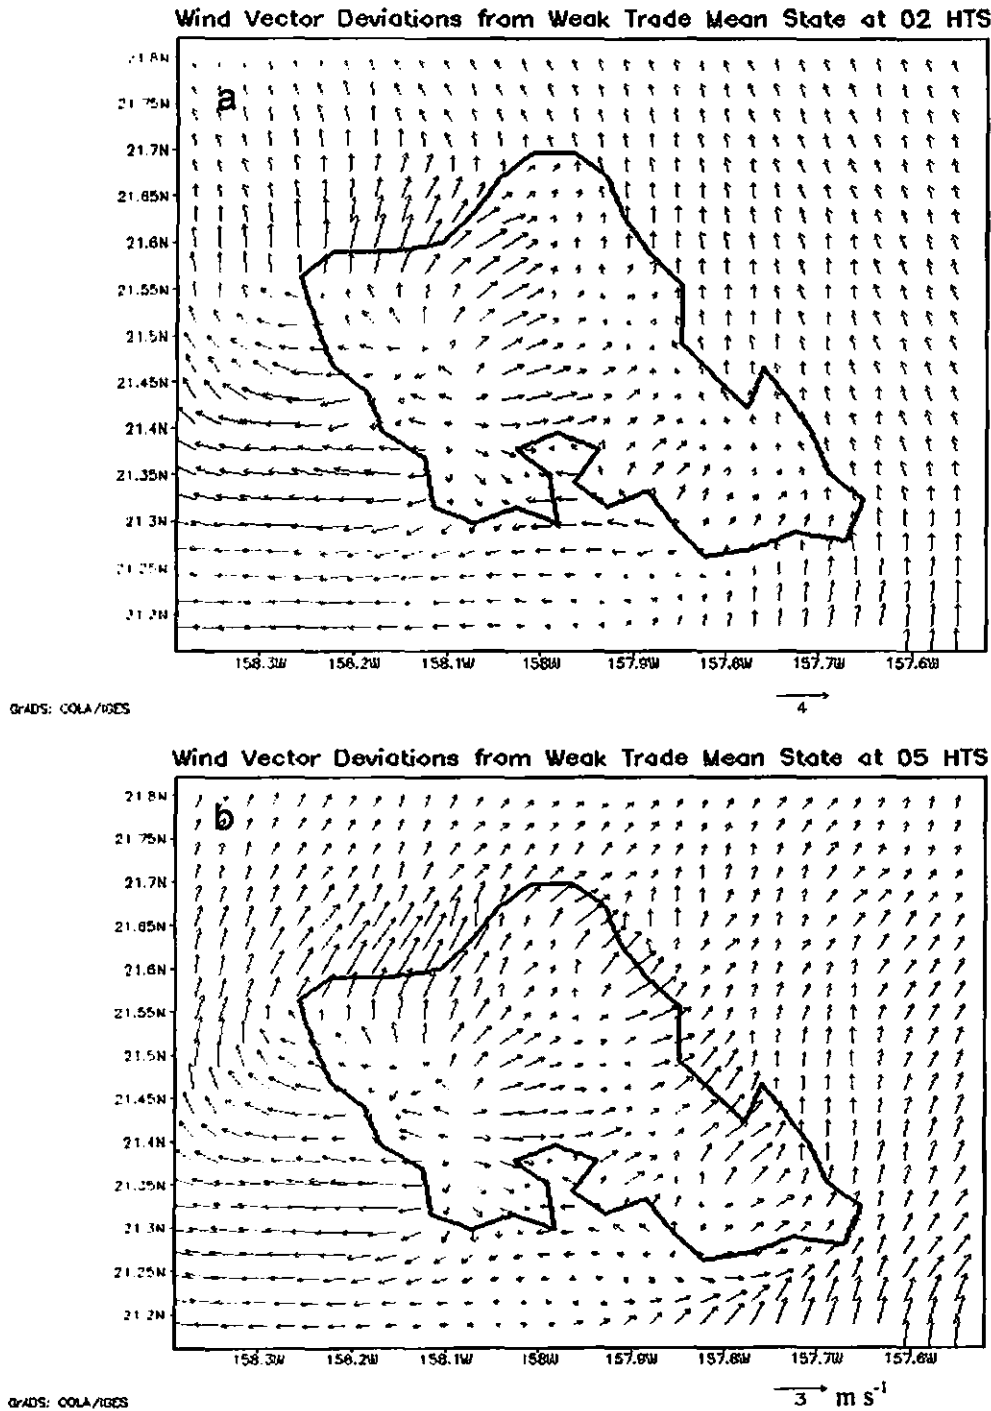 Wind Vector Deviations from Weak Trade Mean State at 02 HTS
a
21.8N
21.75N
21.7N
21.65N
21.6N
21.55N
21.5N
21.45N
21.4N
21.35N
21.3N
21.25N
21.2N
158.3W 158.2W 158.1W 158W 157.9W 157.8W 157.7W 157.6W
GrADS: COLA/IGES
4
Wind Vector Deviations from Weak Trade Mean State at 05 HTS
b
21.8N
21.75N
21.7N
21.65N
21.6N
21.55N
21.5N
21.45N
21.4N
21.35N
21.3N
21.25N
21.2N
158.3W 158.2W 158.1W 158W 157.9W 157.8W 157.7W 157.6W
GrADS: COLA/IGES
3 m s⁻¹